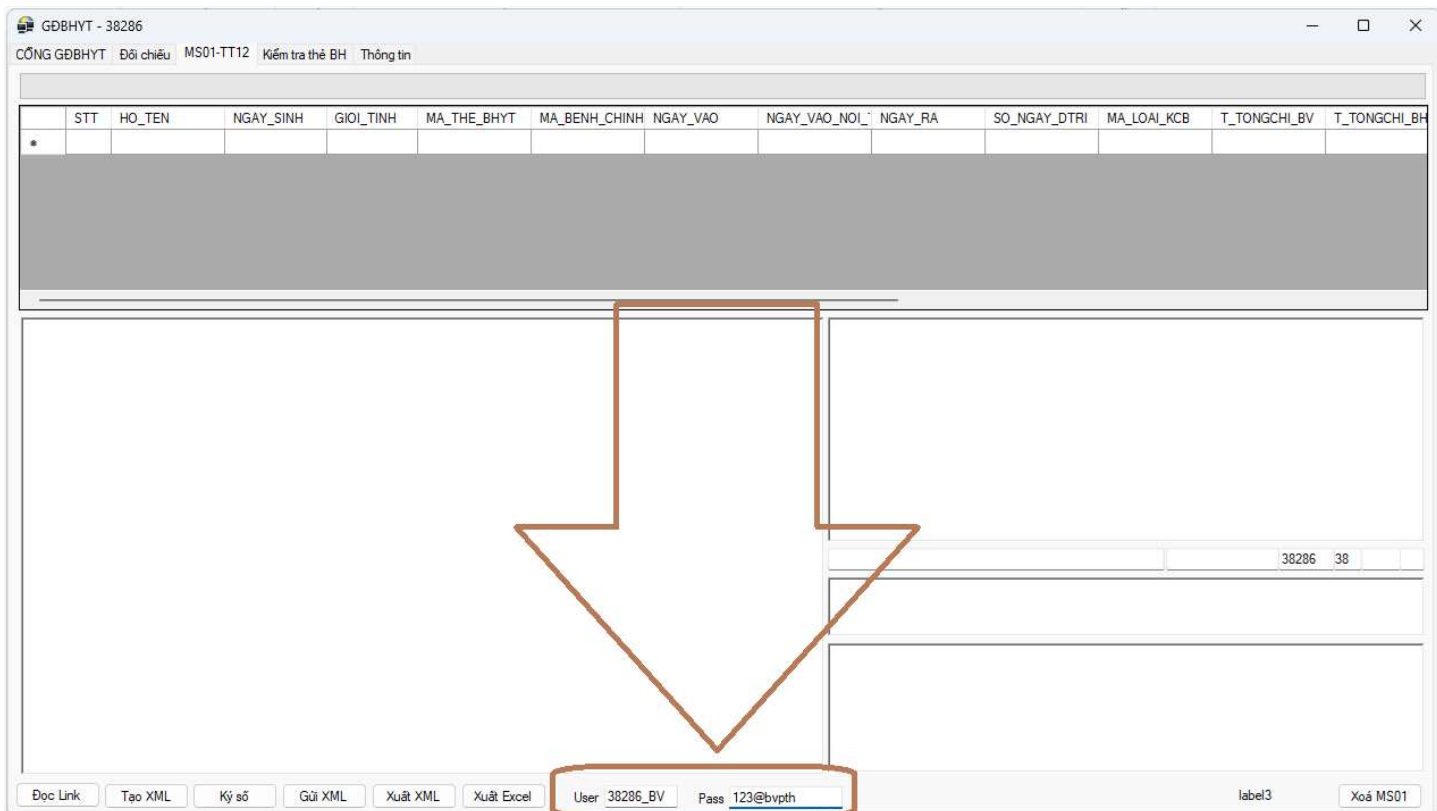 GĐBHYT - 38286
CỔNG GĐBHYT Đối chiếu MS01-TT12 Kiểm tra thẻ BH Thông tin
STT HO_TEN NGAY_SINH GIOI_TINH MA_THE_BHYT MA_BENH_CHINH NGAY_VAO NGAY_VAO_NOI_ NGAY_RA SO_NGAY_DTRI MA_LOAI_KCB T_TONGCHI_BV T_TONGCHI_BH
38286 38
Đọc Link Tạo XML Ký số Gửi XML Xuất XML Xuất Excel User 38286_BV Pass 123@bvpth label3 Xoá MS01